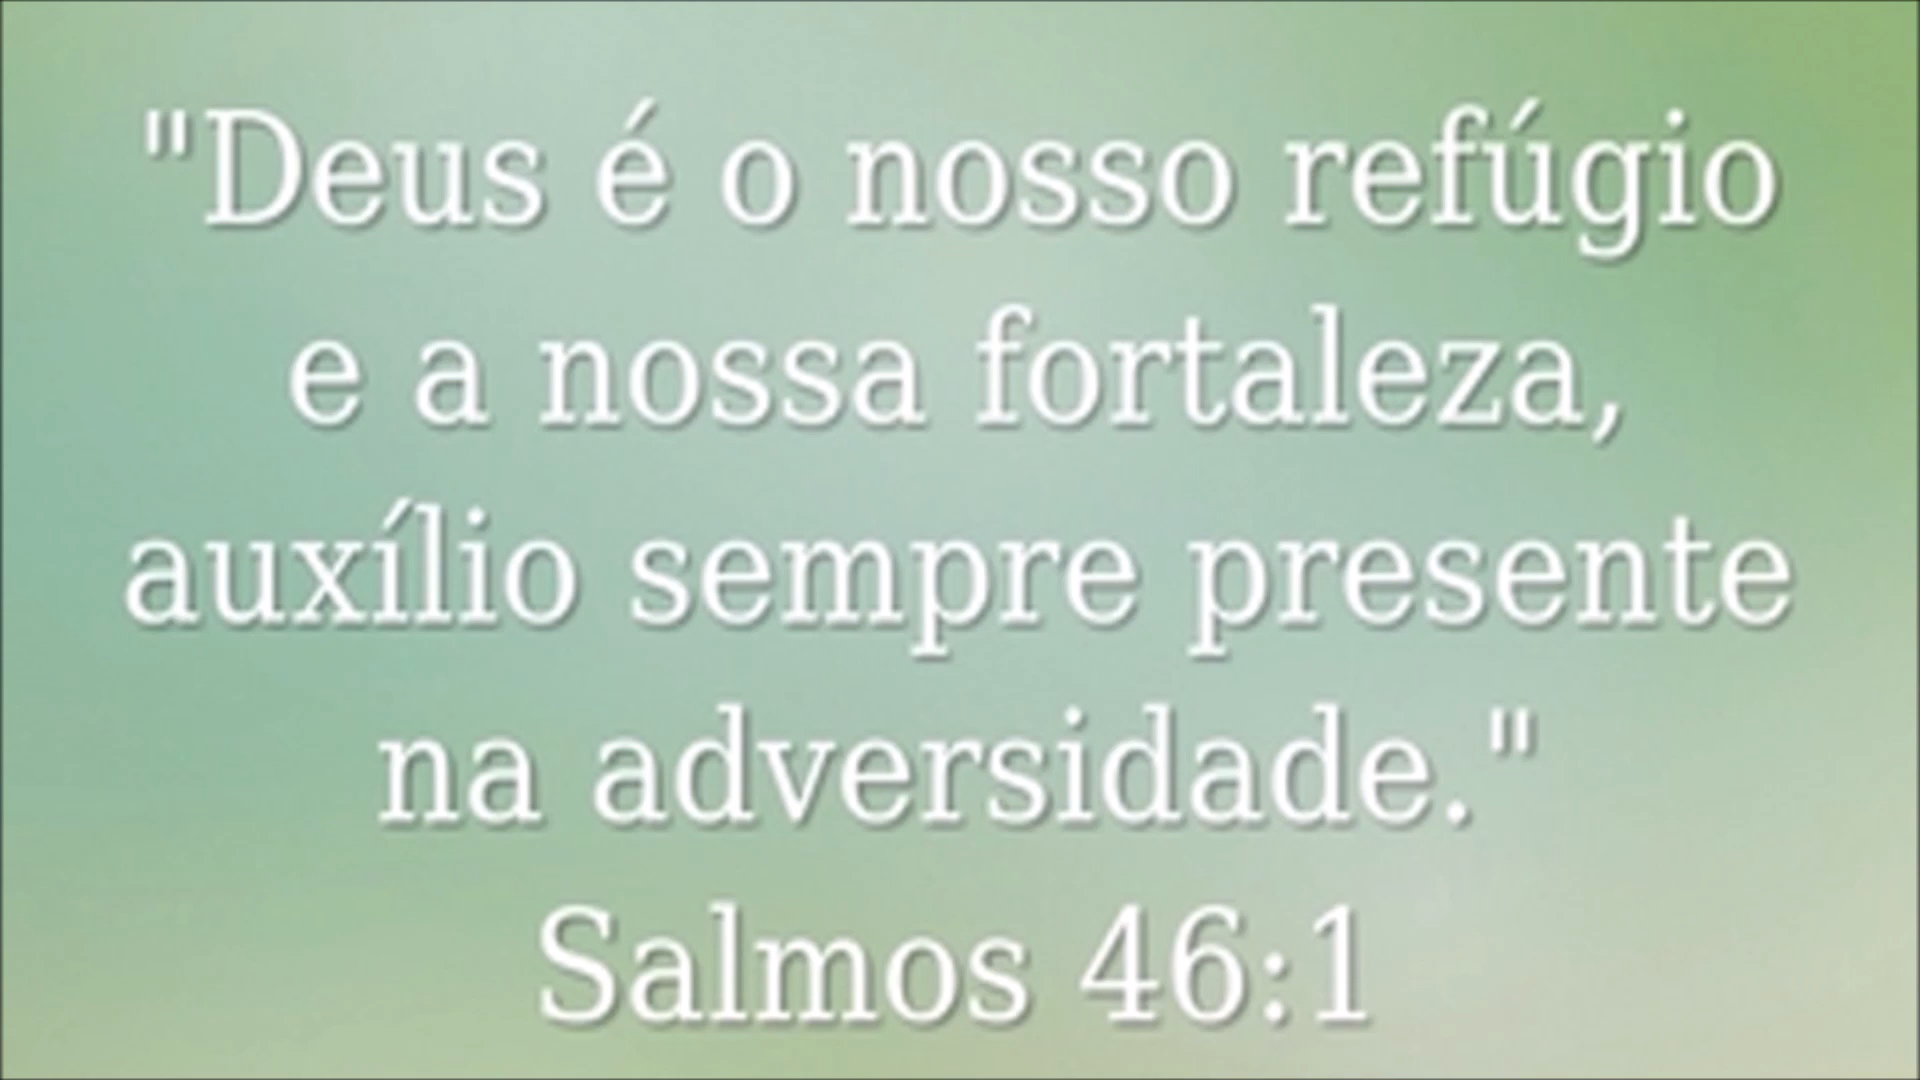 "Deus é o nosso refúgio
e a nossa fortaleza,
auxílio sempre presente
na adversidade."
Salmos 46:1